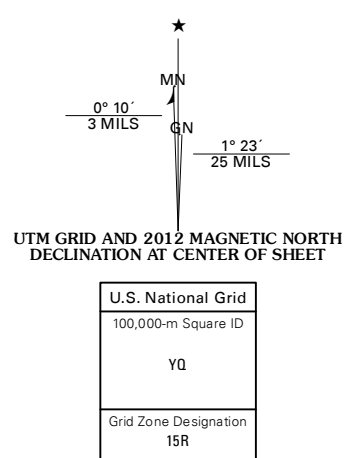 ★
MN
0° 10´
3 MILS
GN
1° 23´
25 MILS
UTM GRID AND 2012 MAGNETIC NORTH
DECLINATION AT CENTER OF SHEET
U.S. National Grid
100,000-m Square ID
YQ
Grid Zone Designation
15R